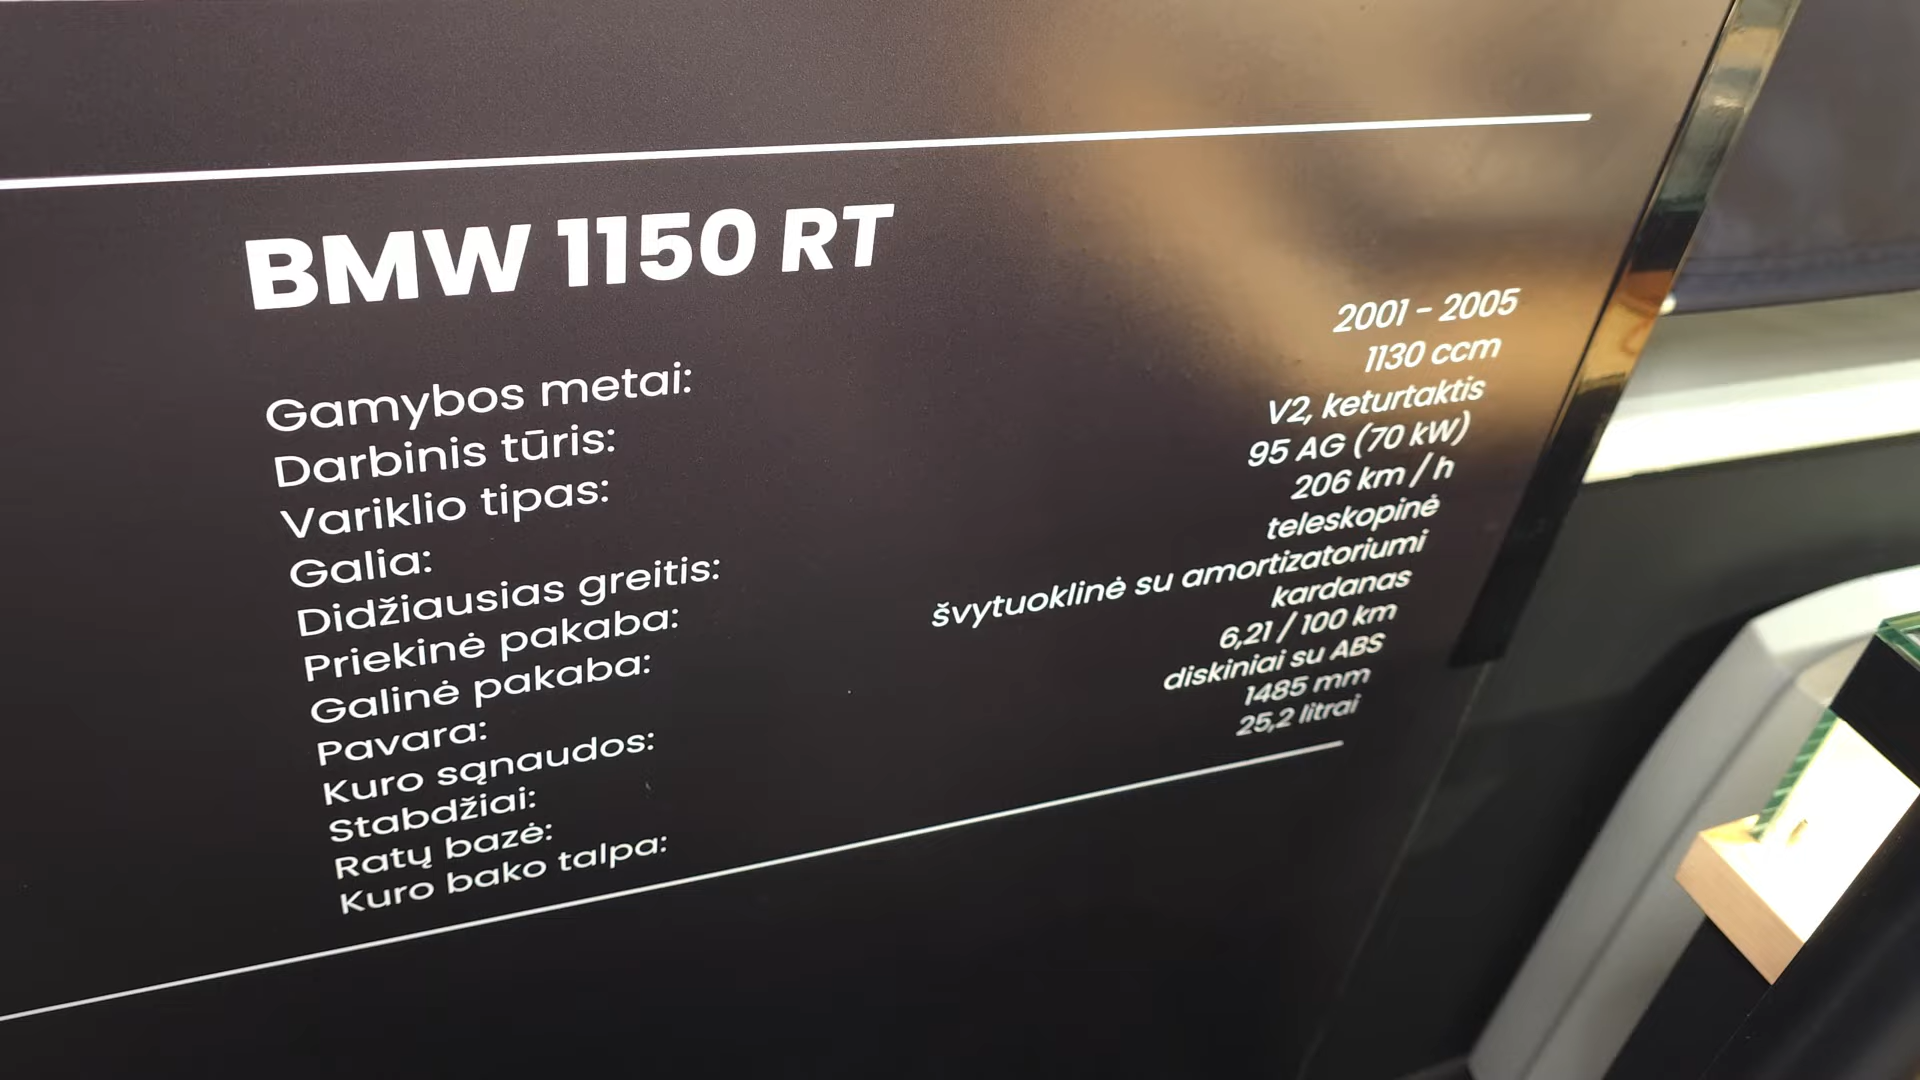 BMW 1150 RT
Gamybos metai: 2001 - 2005
Darbinis tūris: 1130 ccm
Variklio tipas: V2, keturtaktis
Galia: 95 AG (70 kW)
Didžiausias greitis: 206 km / h
Priekinė pakaba: teleskopinė
Galinė pakaba: švytuoklinė su amortizatoriumi
Pavara: kardanas
Kuro sąnaudos: 6,2l / 100 km
Stabdžiai: diskiniai su ABS
Ratų bazė: 1485 mm
Kuro bako talpa: 25,2 litrai